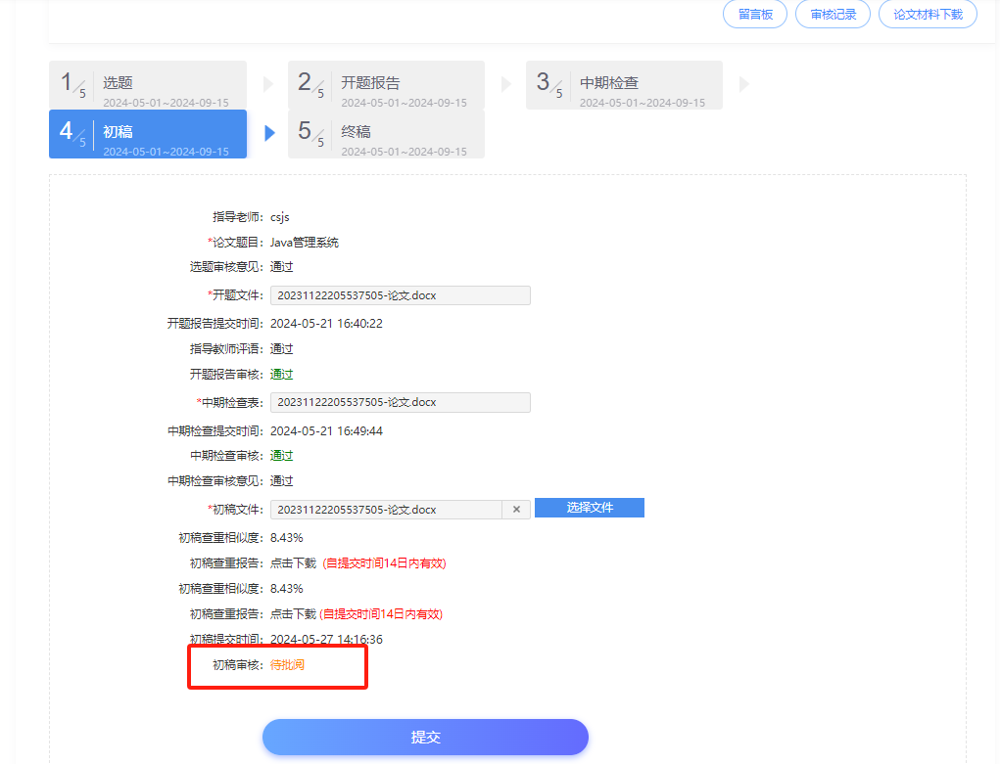 留言板 审核记录 论文材料下载
1/5 选题 2024-05-01~2024-09-15
2/5 开题报告 2024-05-01~2024-09-15
3/5 中期检查 2024-05-01~2024-09-15
4/5 初稿 2024-05-01~2024-09-15
5/5 终稿 2024-05-01~2024-09-15
指导老师：csjs
*论文题目：Java管理系统
选题审核意见：通过
*开题文件：20231122205537505-论文.docx
开题报告提交时间：2024-05-21 16:40:22
指导教师评语：通过
开题报告审核：通过
*中期检查表：20231122205537505-论文.docx
中期检查提交时间：2024-05-21 16:49:44
中期检查审核：通过
中期检查审核意见：通过
*初稿文件：20231122205537505-论文.docx × 选择文件
初稿查重相似度：8.43%
初稿查重报告：点击下载 (自提交时间14日内有效)
初稿查重相似度：8.43%
初稿查重报告：点击下载 (自提交时间14日内有效)
初稿提交时间：2024-05-27 14:16:36
初稿审核：待批阅
提交